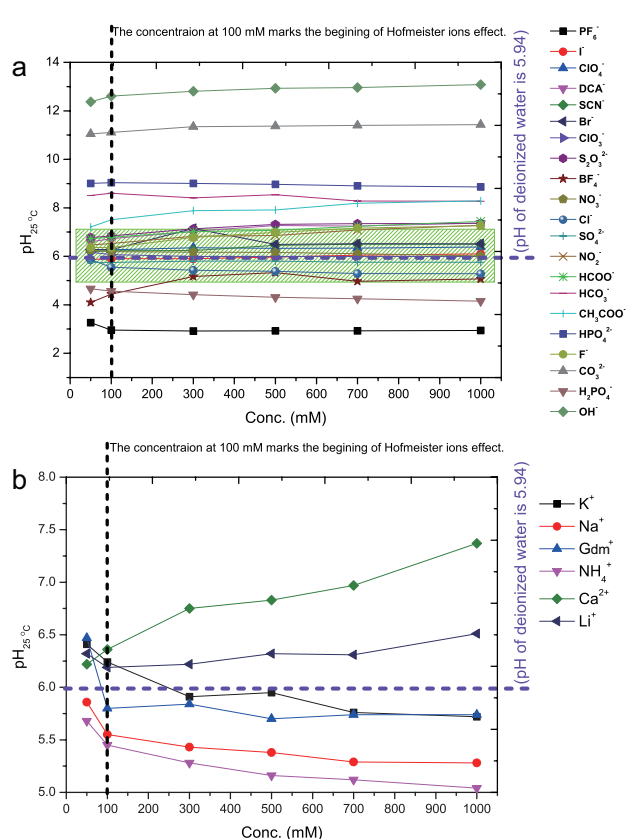 The concentraion at 100 mM marks the begining of Hofmeister ions effect.
a
14
12
10
8
6
4
2
pH25 °C
0 100 200 300 400 500 600 700 800 900 1000
Conc. (mM)
(pH of deionized water is 5.94)
PF6-
I-
ClO4-
DCA-
SCN-
Br-
ClO3-
S2O32-
BF4-
NO3-
Cl-
SO42-
NO2-
HCOO-
HCO3-
CH3COO-
HPO42-
F-
CO32-
H2PO4-
OH-
The concentraion at 100 mM marks the begining of Hofmeister ions effect.
b
8.0
7.5
7.0
6.5
6.0
5.5
5.0
pH25 °C
0 100 200 300 400 500 600 700 800 900 1000
Conc. (mM)
(pH of deionized water is 5.94)
K+
Na+
Gdm+
NH4+
Ca2+
Li+